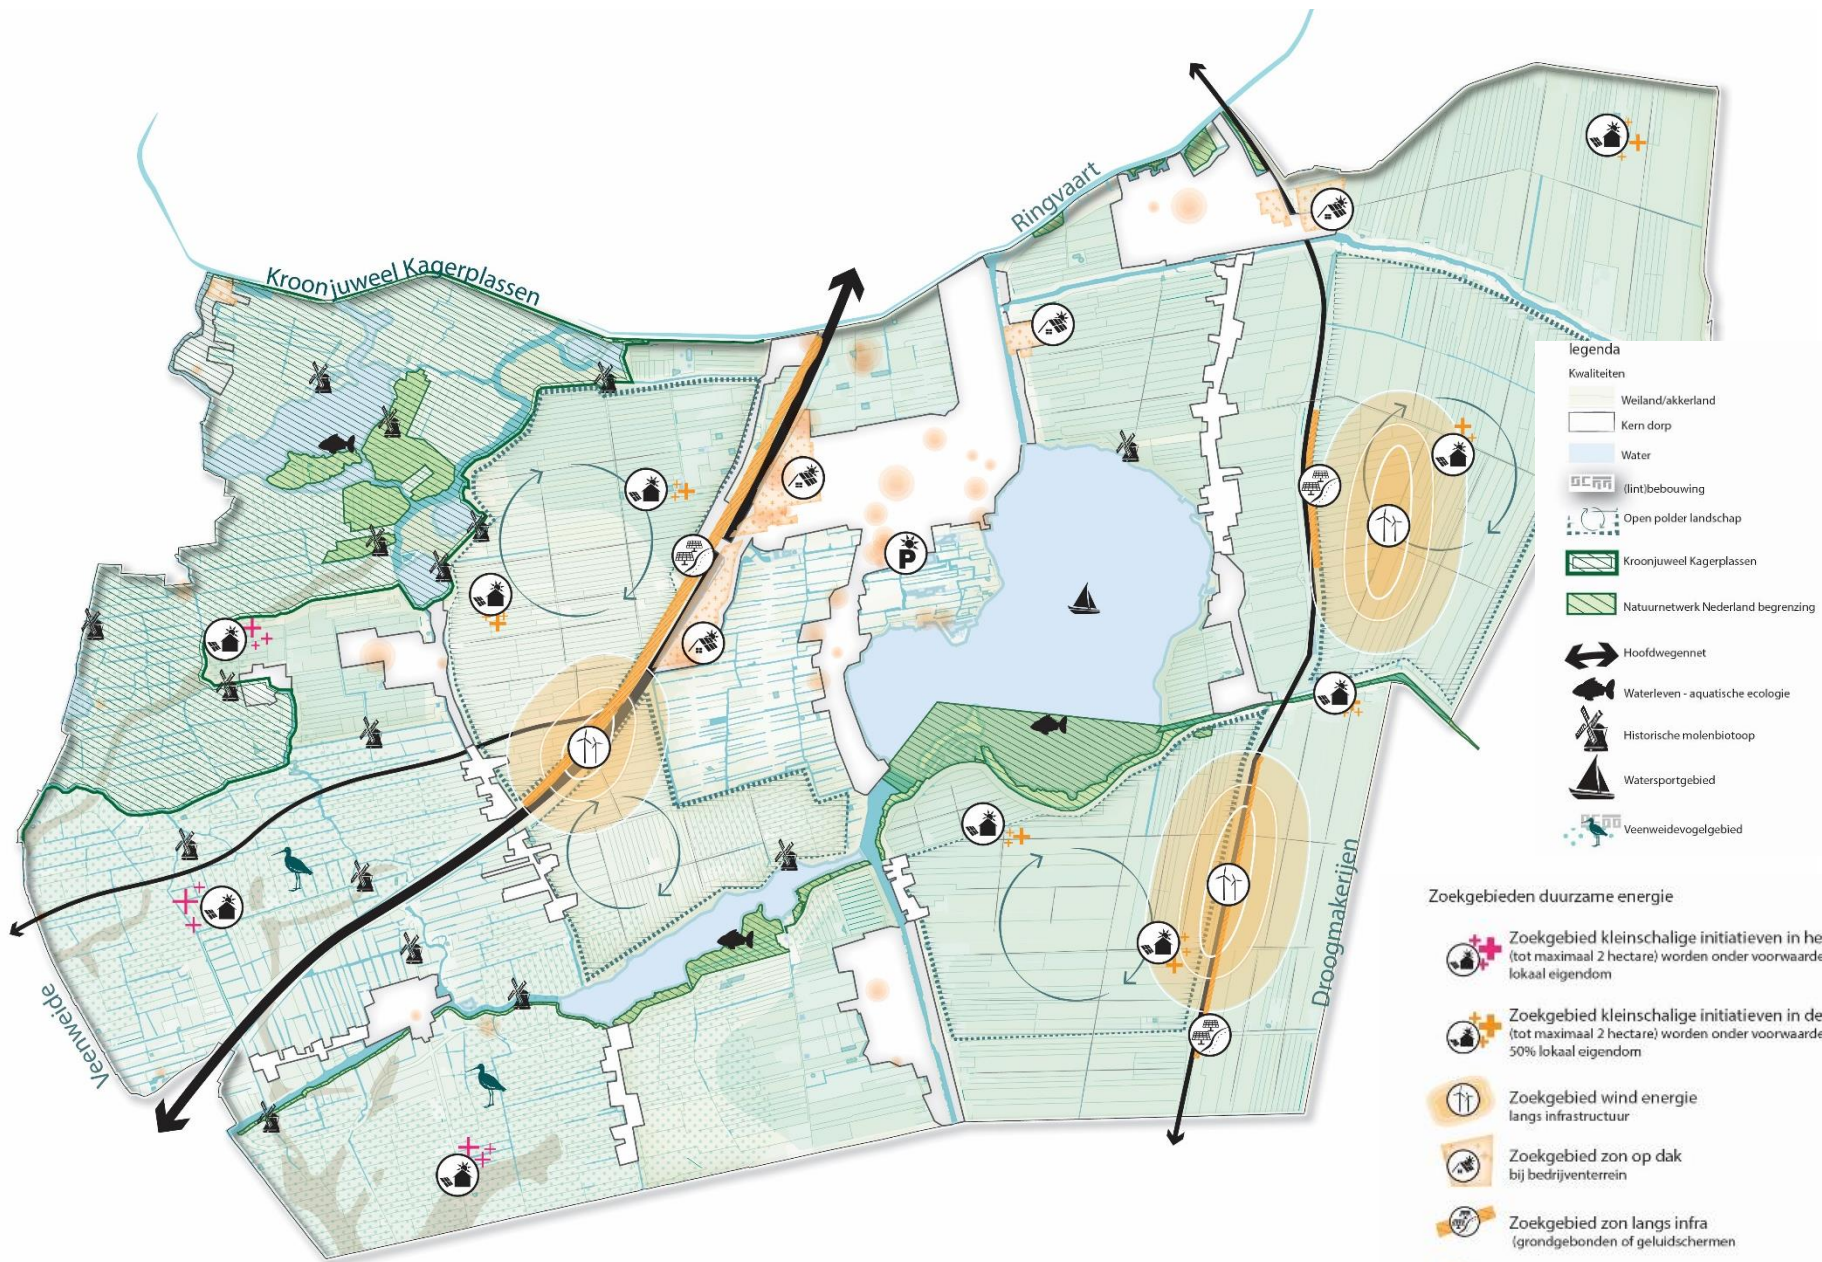 Ringvaart
Kroonjuweel Kagerplassen
P
Veenweide
Droogmakerijen
legenda
Kwaliteiten
Weiland/akkerland
Kern dorp
Water
(lint)bebouwing
Open polder landschap
Kroonjuweel Kagerplassen
Natuurnetwerk Nederland begrenzing
Hoofdwegennet
Waterleven - aquatische ecologie
Historische molenbiotoop
Watersportgebied
Veenweidevogelgebied
Zoekgebieden duurzame energie
Zoekgebied kleinschalige initiatieven in he
(tot maximaal 2 hectare) worden onder voorwaarde
lokaal eigendom
Zoekgebied kleinschalige initiatieven in de
(tot maximaal 2 hectare) worden onder voorwaarde
50% lokaal eigendom
Zoekgebied wind energie
langs infrastructuur
Zoekgebied zon op dak
bij bedrijventerrein
Zoekgebied zon langs infra
(grondgebonden of geluidschermen